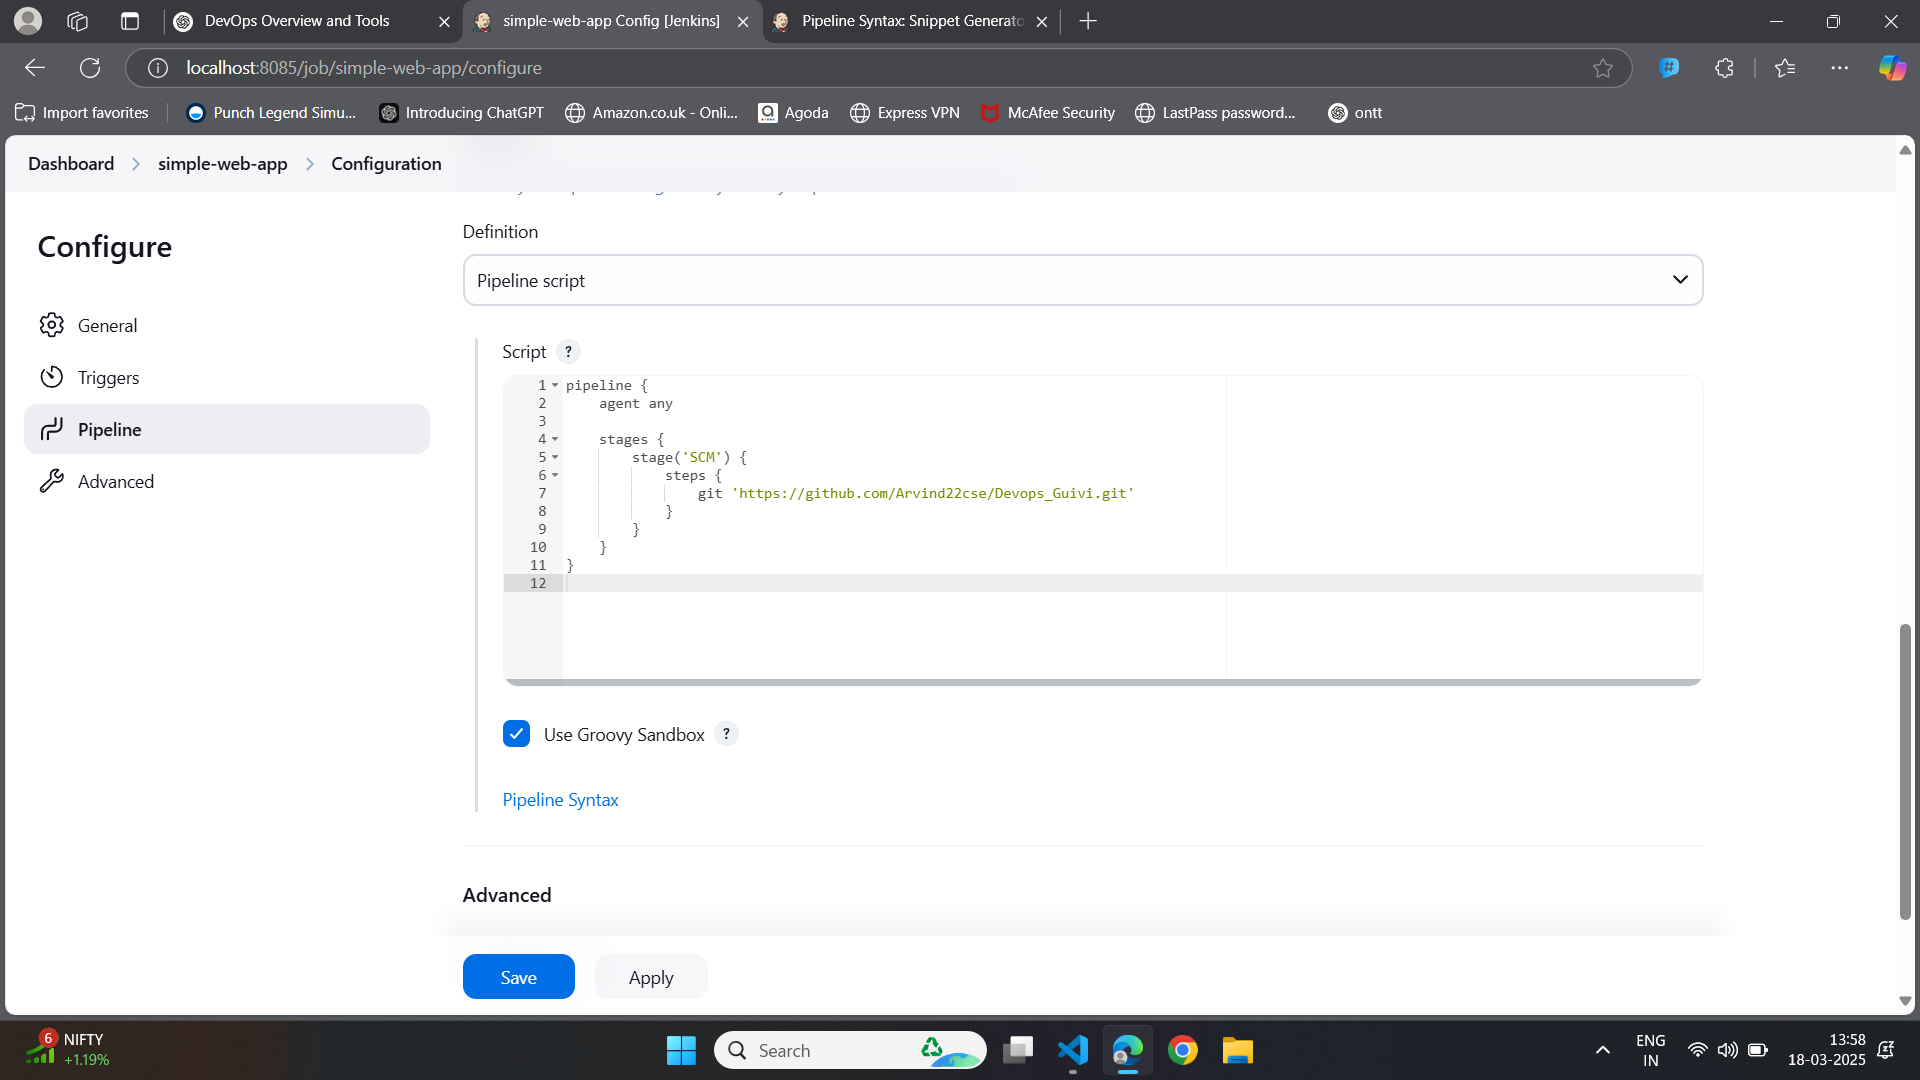 DevOps Overview and Tools
simple-web-app Config [Jenkins]
Pipeline Syntax: Snippet Generato
localhost:8085/job/simple-web-app/configure
Import favorites
Punch Legend Simu...
Introducing ChatGPT
Amazon.co.uk - Onli...
Agoda
Express VPN
McAfee Security
LastPass password...
ontt
Dashboard
simple-web-app
Configuration
Configure
General
Triggers
Pipeline
Advanced
Definition
Pipeline script
Script ?
1 pipeline {
2 agent any
3
4 stages {
5 stage('SCM') {
6 steps {
7 git 'https://github.com/Arvind22cse/Devops_Guivi.git'
8 }
9 }
10 }
11 }
12
Use Groovy Sandbox ?
Pipeline Syntax
Advanced
Save
Apply
6 NIFTY
+1.19%
Search
ENG
IN
13:58
18-03-2025